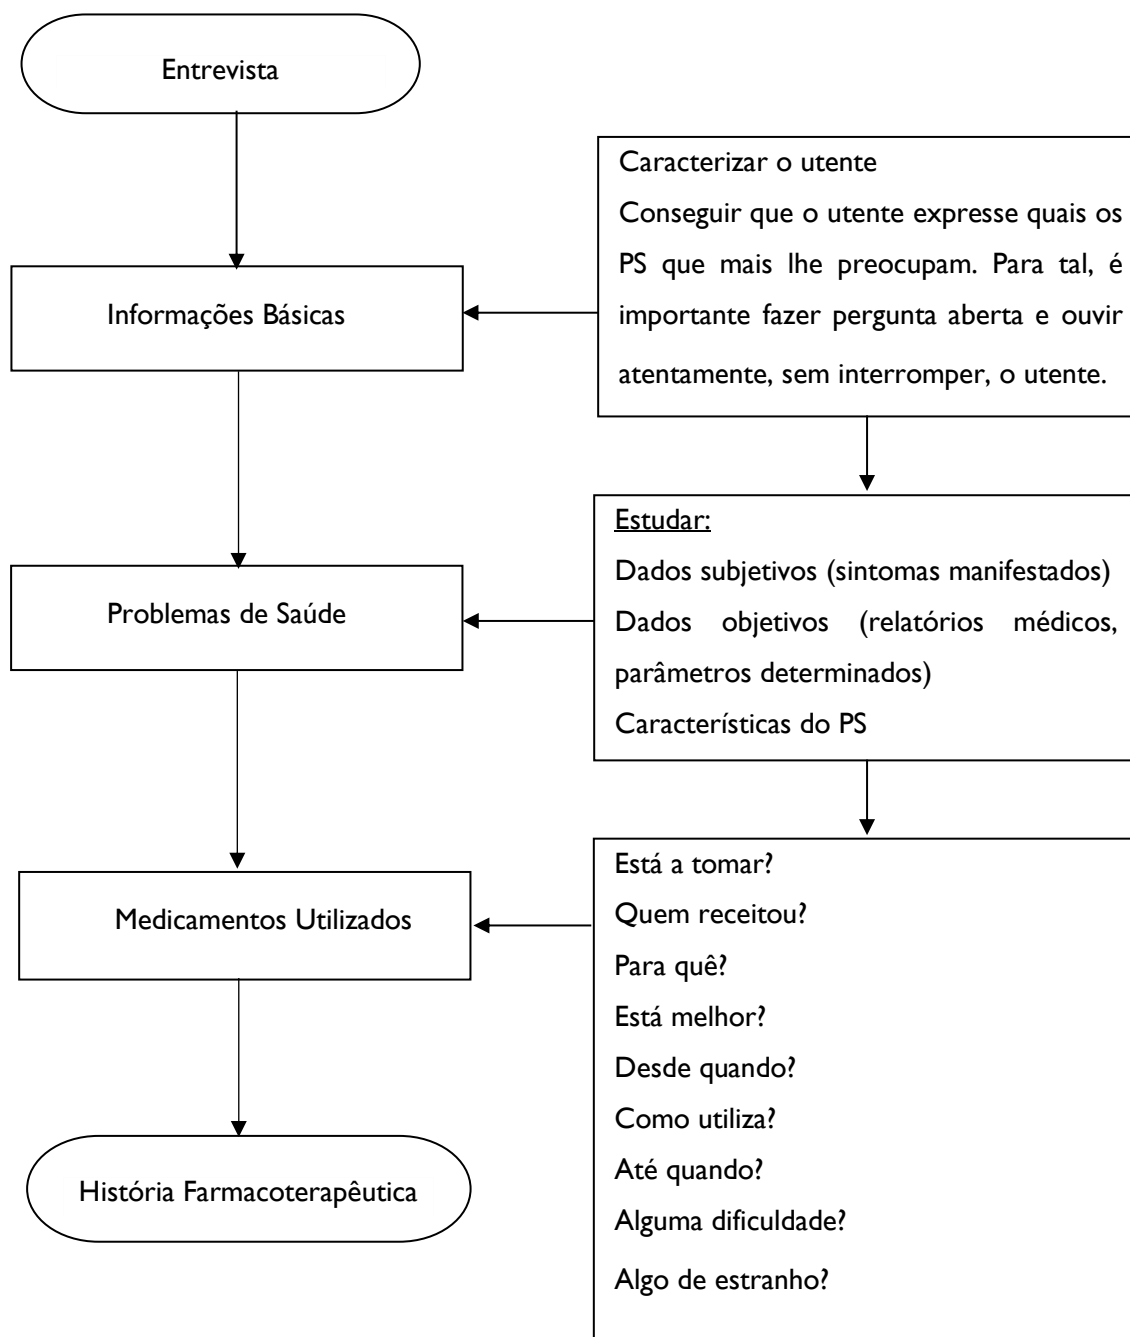 Entrevista
Caracterizar o utente
Conseguir que o utente expresse quais os
PS que mais lhe preocupam. Para tal, é
importante fazer pergunta aberta e ouvir
atentamente, sem interromper, o utente.
Informações Básicas
Estudar:
Dados subjetivos (sintomas manifestados)
Dados objetivos (relatórios médicos,
parâmetros determinados)
Características do PS
Problemas de Saúde
Está a tomar?
Quem receitou?
Para quê?
Está melhor?
Desde quando?
Como utiliza?
Até quando?
Alguma dificuldade?
Algo de estranho?
Medicamentos Utilizados
História Farmacoterapêutica